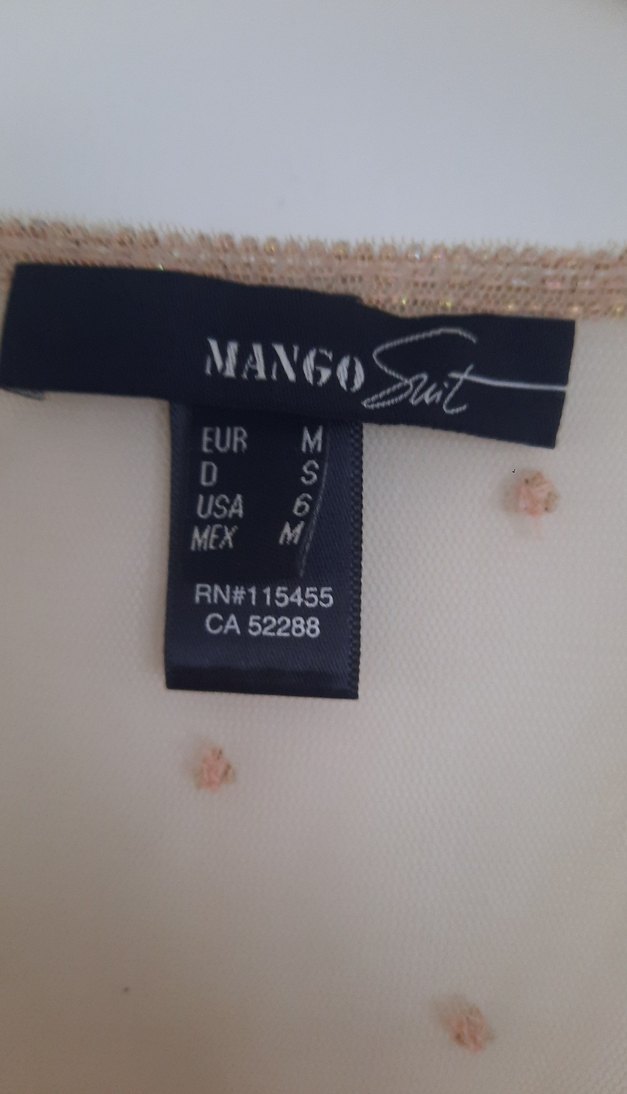 MANGO Suit
EUR M
D S
USA 6
MEX M
RN#115455
CA 52288